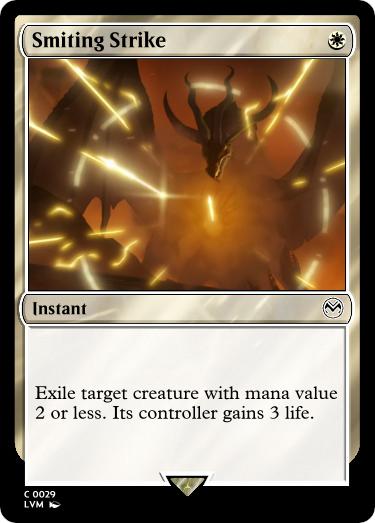 Smiting Strike
Instant
Exile target creature with mana value
2 or less. Its controller gains 3 life.
C 0029
LVM